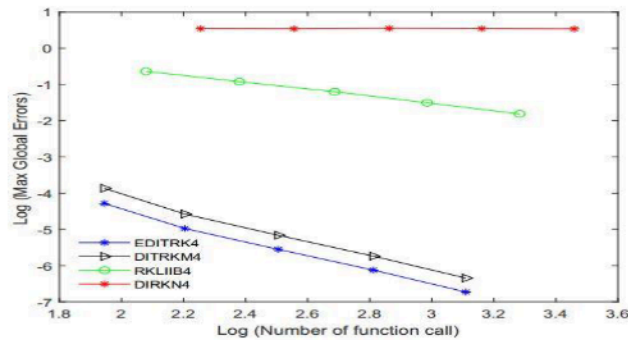 1
0
-1
-2
-3
-4
-5
-6
-7
Log (Max Global Errors)
EDITRK4
DITRKM4
RKLIIB4
DIRKN4
1.8 2 2.2 2.4 2.6 2.8 3 3.2 3.4 3.6
Log (Number of function call)